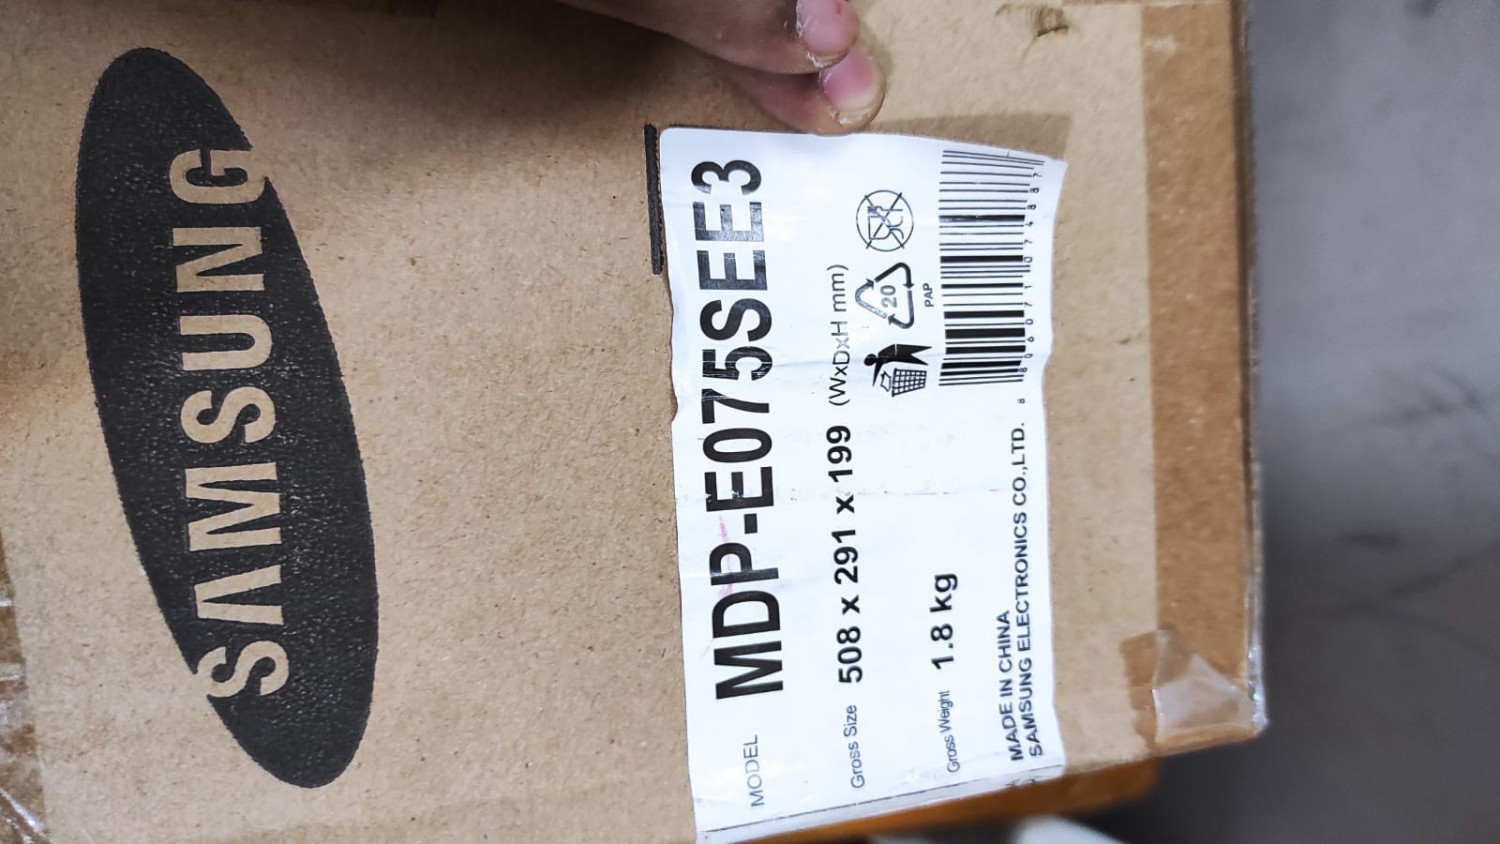 SAMSUNG
MODEL MDP-E075SEE3
Gross Size 508 x 291 x 199 (WxDxH mm)
Gross Weight 1.8 kg
20
PAP
MADE IN CHINA
SAMSUNG ELECTRONICS CO.,LTD.